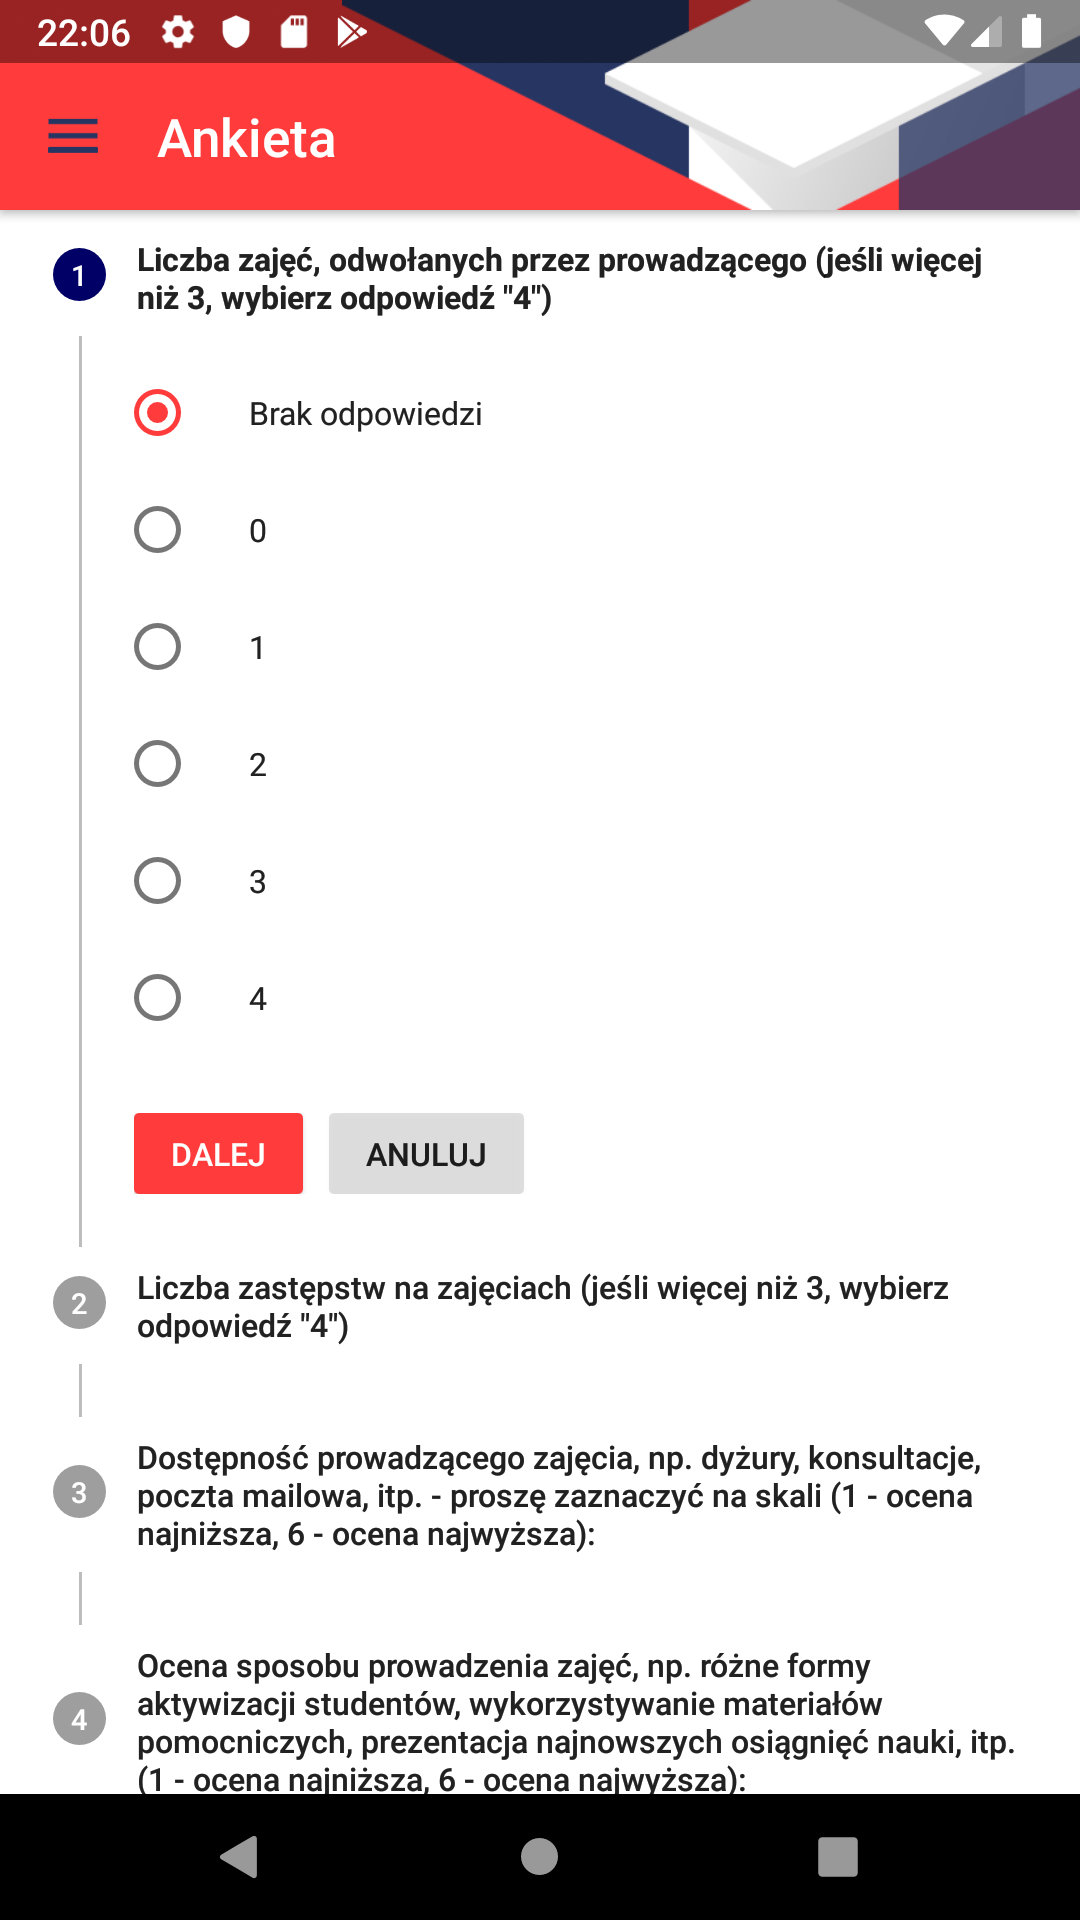 22:06
Ankieta
1
Liczba zajęć, odwołanych przez prowadzącego (jeśli więcej
niż 3, wybierz odpowiedź "4")
Brak odpowiedzi
0
1
2
3
4
DALEJ
ANULUJ
2
Liczba zastępstw na zajęciach (jeśli więcej niż 3, wybierz
odpowiedź "4")
3
Dostępność prowadzącego zajęcia, np. dyżury, konsultacje,
poczta mailowa, itp. - proszę zaznaczyć na skali (1 - ocena
najniższa, 6 - ocena najwyższa):
4
Ocena sposobu prowadzenia zajęć, np. różne formy
aktywizacji studentów, wykorzystywanie materiałów
pomocniczych, prezentacja najnowszych osiągnięć nauki, itp.
(1 - ocena najniższa, 6 - ocena najwyższa):